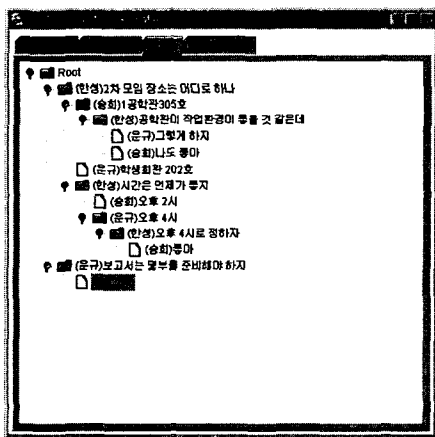 Root
(한성)2차 모임 장소는 어디로 하나
(승희)1공학관305호
(한성)공학관이 작업환경이 좋을 것 같은데
(운규)그렇게 하지
(승희)나도 좋아
(운규)학생회관 202호
(한성)시간은 언제가 좋지
(승희)오후 2시
(운규)오후 4시
(한성)오후 4시로 정하자
(승희)좋아
(운규)보고서는 몇부를 준비해야 하지